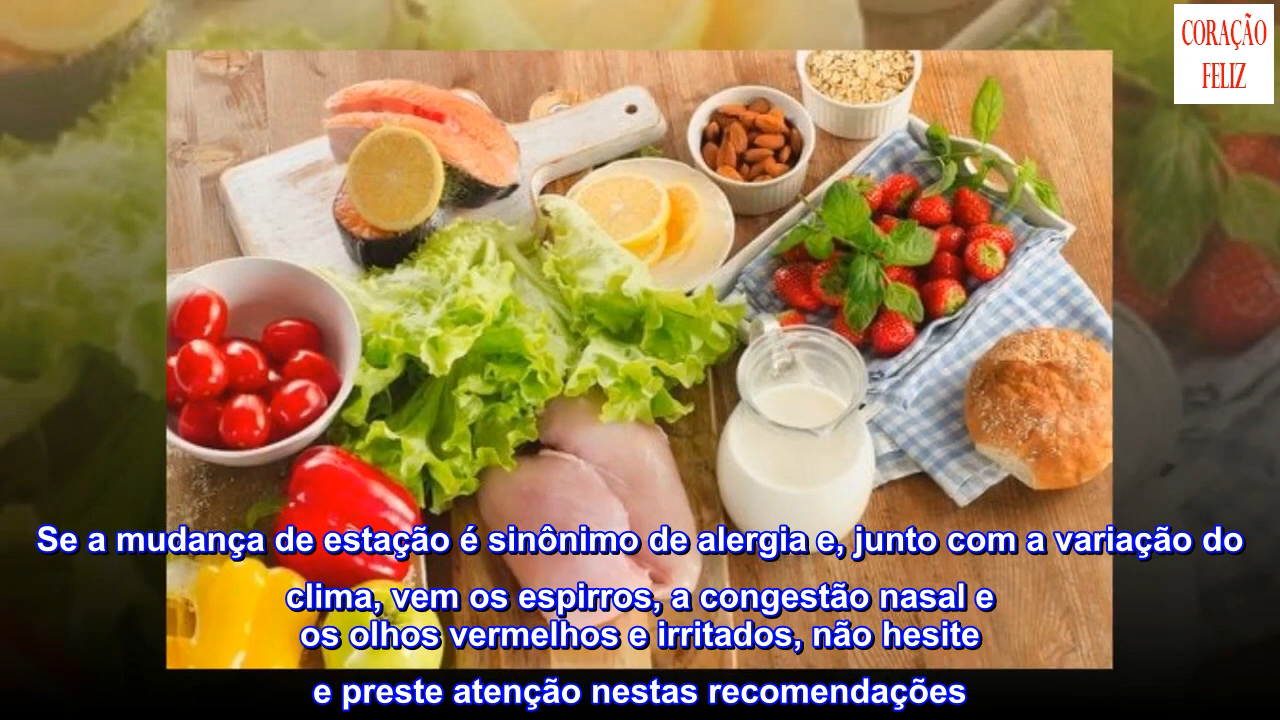 CORAÇÃO
FELIZ
Se a mudança de estação é sinônimo de alergia e, junto com a variação do
clima, vem os espirros, a congestão nasal e
os olhos vermelhos e irritados, não hesite
e preste atenção nestas recomendações